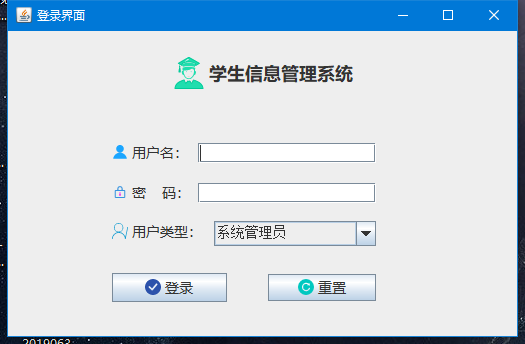 登录界面
学生信息管理系统
用户名：
密 码：
用户类型： 系统管理员
登录 重置